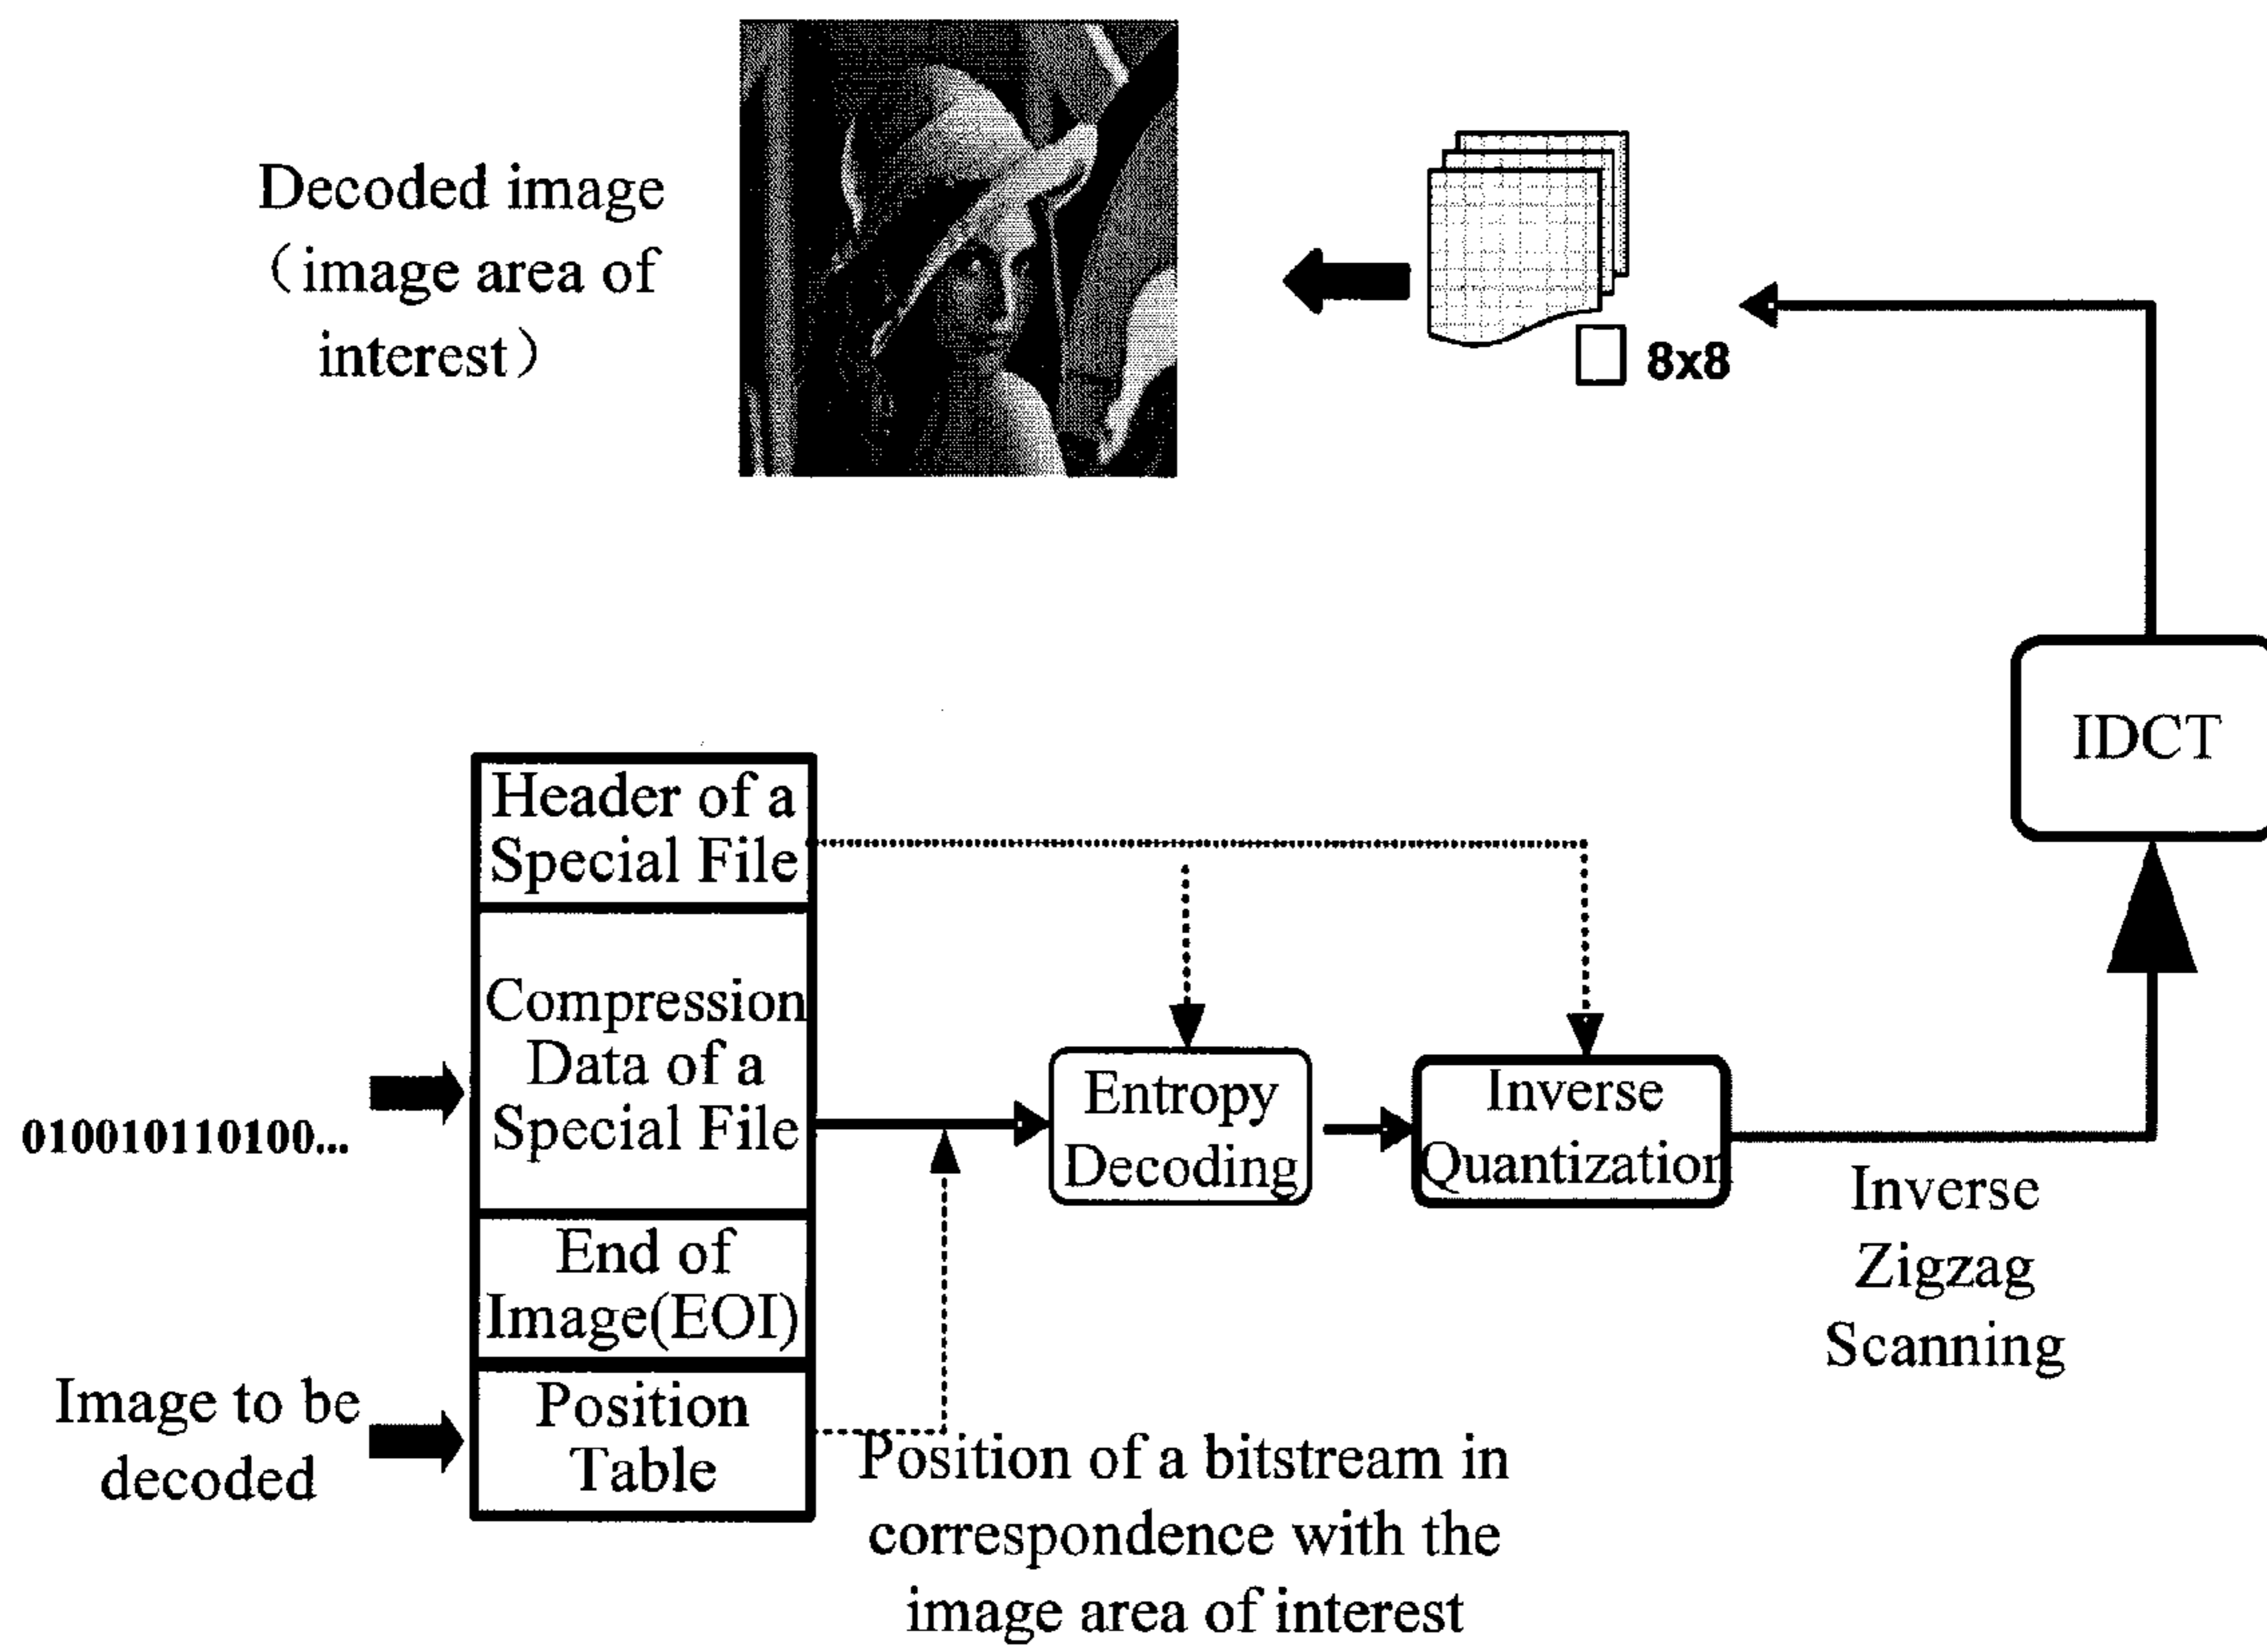 Decoded image
（image area of
interest）
8x8
IDCT
Header of a
Special File
Compression
Data of a
Special File
End of
Image(EOI)
Position
Table
010010110100...
Image to be
decoded
Entropy
Decoding
Inverse
Quantization
Inverse
Zigzag
Scanning
Position of a bitstream in
correspondence with the
image area of interest